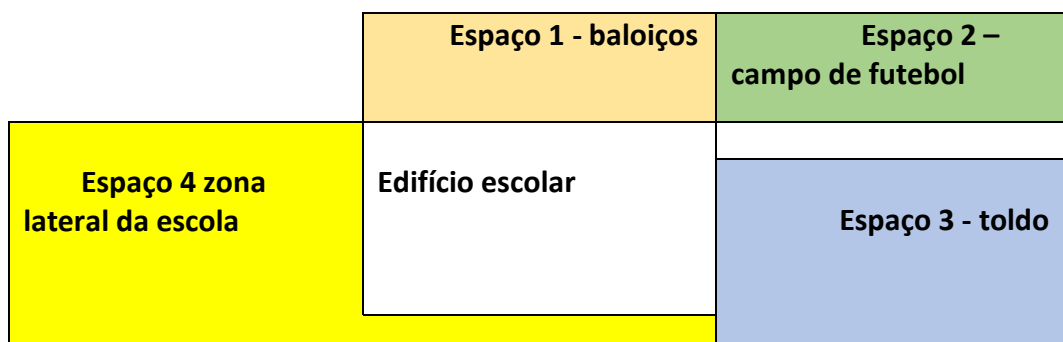 Espaço 1 - baloiços
Espaço 2 –
campo de futebol
Espaço 4 zona
lateral da escola
Edifício escolar
Espaço 3 - toldo